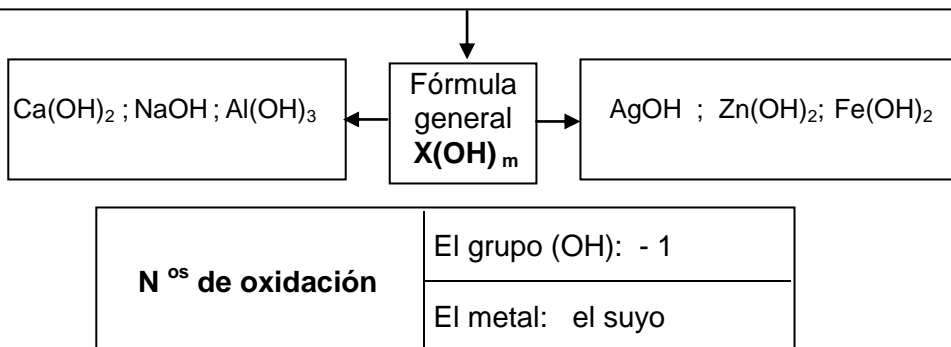 Ca(OH)₂ ; NaOH ; Al(OH)₃
Fórmula
general
X(OH) ₘ
AgOH ; Zn(OH)₂; Fe(OH)₂
N ᵒˢ de oxidación
El grupo (OH): - 1
El metal: el suyo